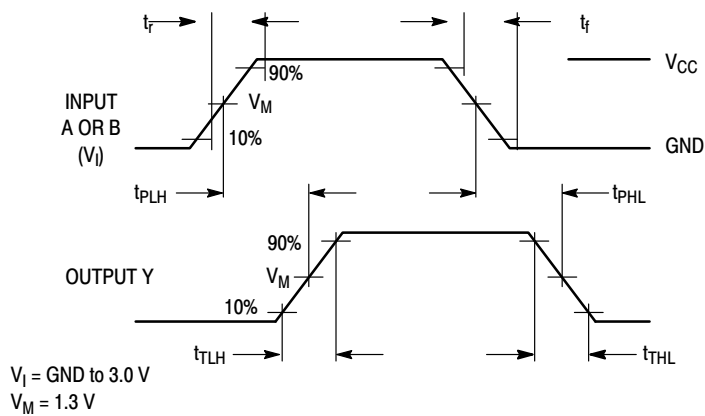 tr tf
90% VCC
INPUT
A OR B
(VI)
VM
10% GND
tPLH tPHL
90%
OUTPUT Y VM
10%
tTLH tTHL
VI = GND to 3.0 V
VM = 1.3 V